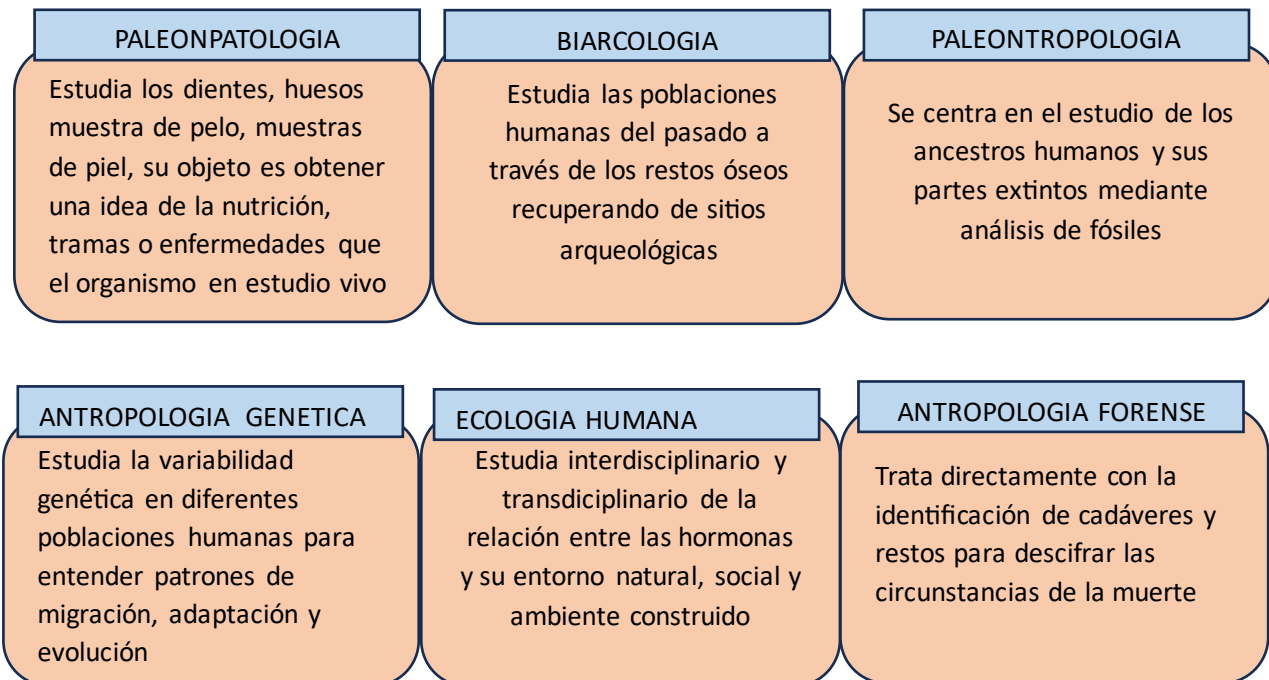 PALEONPATOLOGIA
Estudia los dientes, huesos
muestra de pelo, muestras
de piel, su objeto es obtener
una idea de la nutrición,
tramas o enfermedades que
el organismo en estudio vivo
BIARCOLOGIA
Estudia las poblaciones
humanas del pasado a
través de los restos óseos
recuperando de sitios
arqueológicas
PALEONTROPOLOGIA
Se centra en el estudio de los
ancestros humanos y sus
partes extintos mediante
análisis de fósiles
ANTROPOLOGIA GENETICA
Estudia la variabilidad
genética en diferentes
poblaciones humanas para
entender patrones de
migración, adaptación y
evolución
ECOLOGIA HUMANA
Estudia interdisciplinario y
transdiciplinario de la
relación entre las hormonas
y su entorno natural, social y
ambiente construido
ANTROPOLOGIA FORENSE
Trata directamente con la
identificación de cadáveres y
restos para descifrar las
circunstancias de la muerte